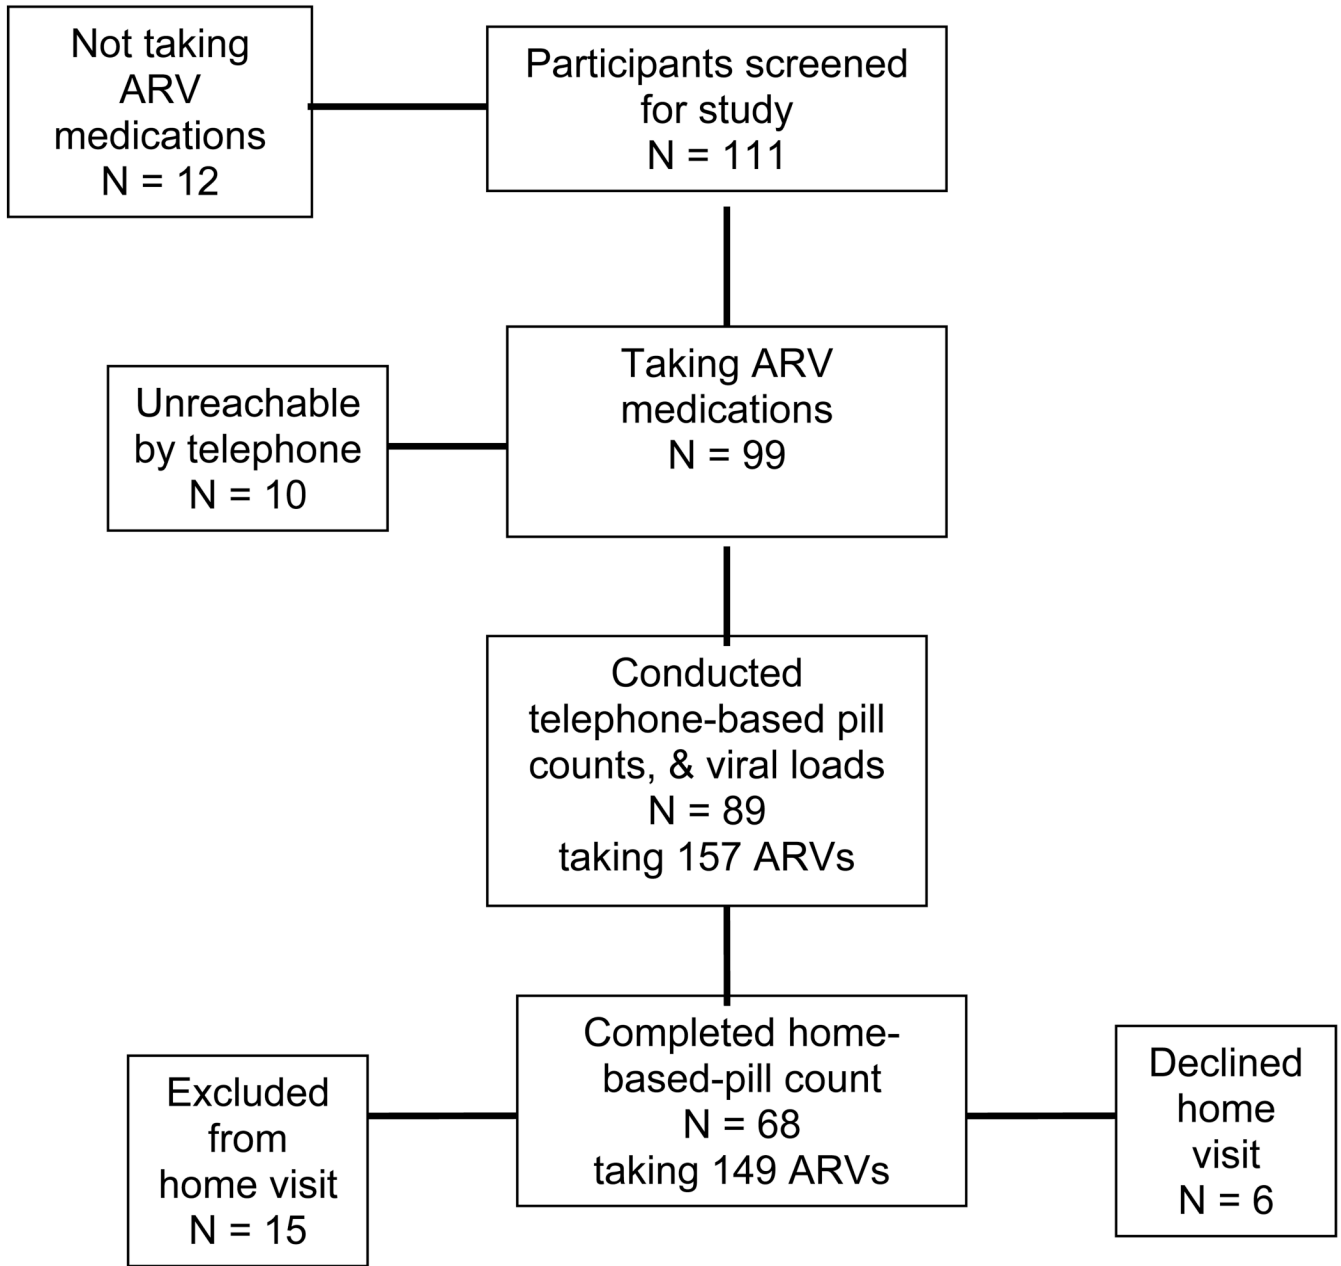 Not taking
ARV
medications
N = 12
Participants screened
for study
N = 111
Taking ARV
medications
N = 99
Unreachable
by telephone
N = 10
Conducted
telephone-based pill
counts, & viral loads
N = 89
taking 157 ARVs
Completed home-
based-pill count
N = 68
taking 149 ARVs
Excluded
from
home visit
N = 15
Declined
home
visit
N = 6